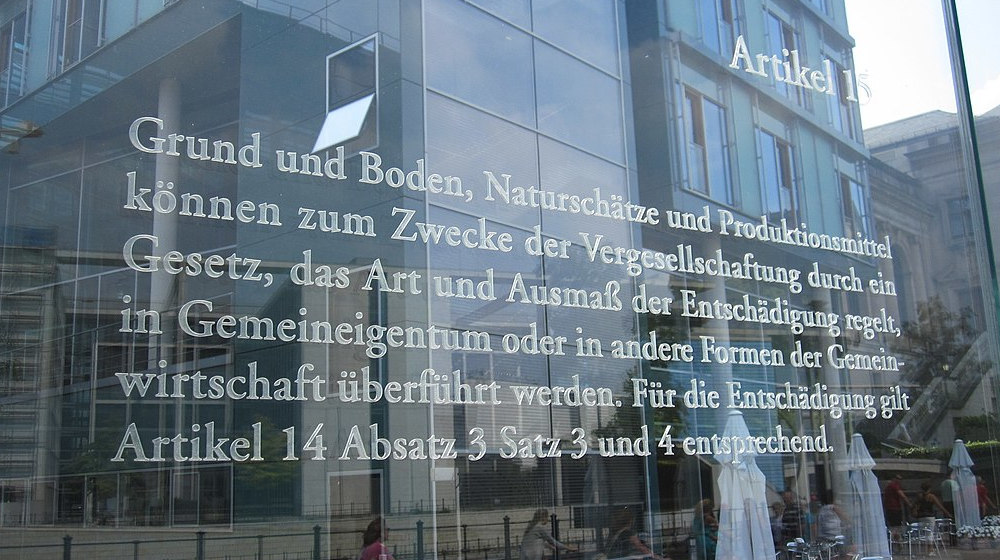 Artikel 15
Grund und Boden, Naturschätze und Produktionsmittel
können zum Zwecke der Vergesellschaftung durch ein
Gesetz, das Art und Ausmaß der Entschädigung regelt,
in Gemeineigentum oder in andere Formen der Gemein-
wirtschaft überführt werden. Für die Entschädigung gilt
Artikel 14 Absatz 3 Satz 3 und 4 entsprechend.